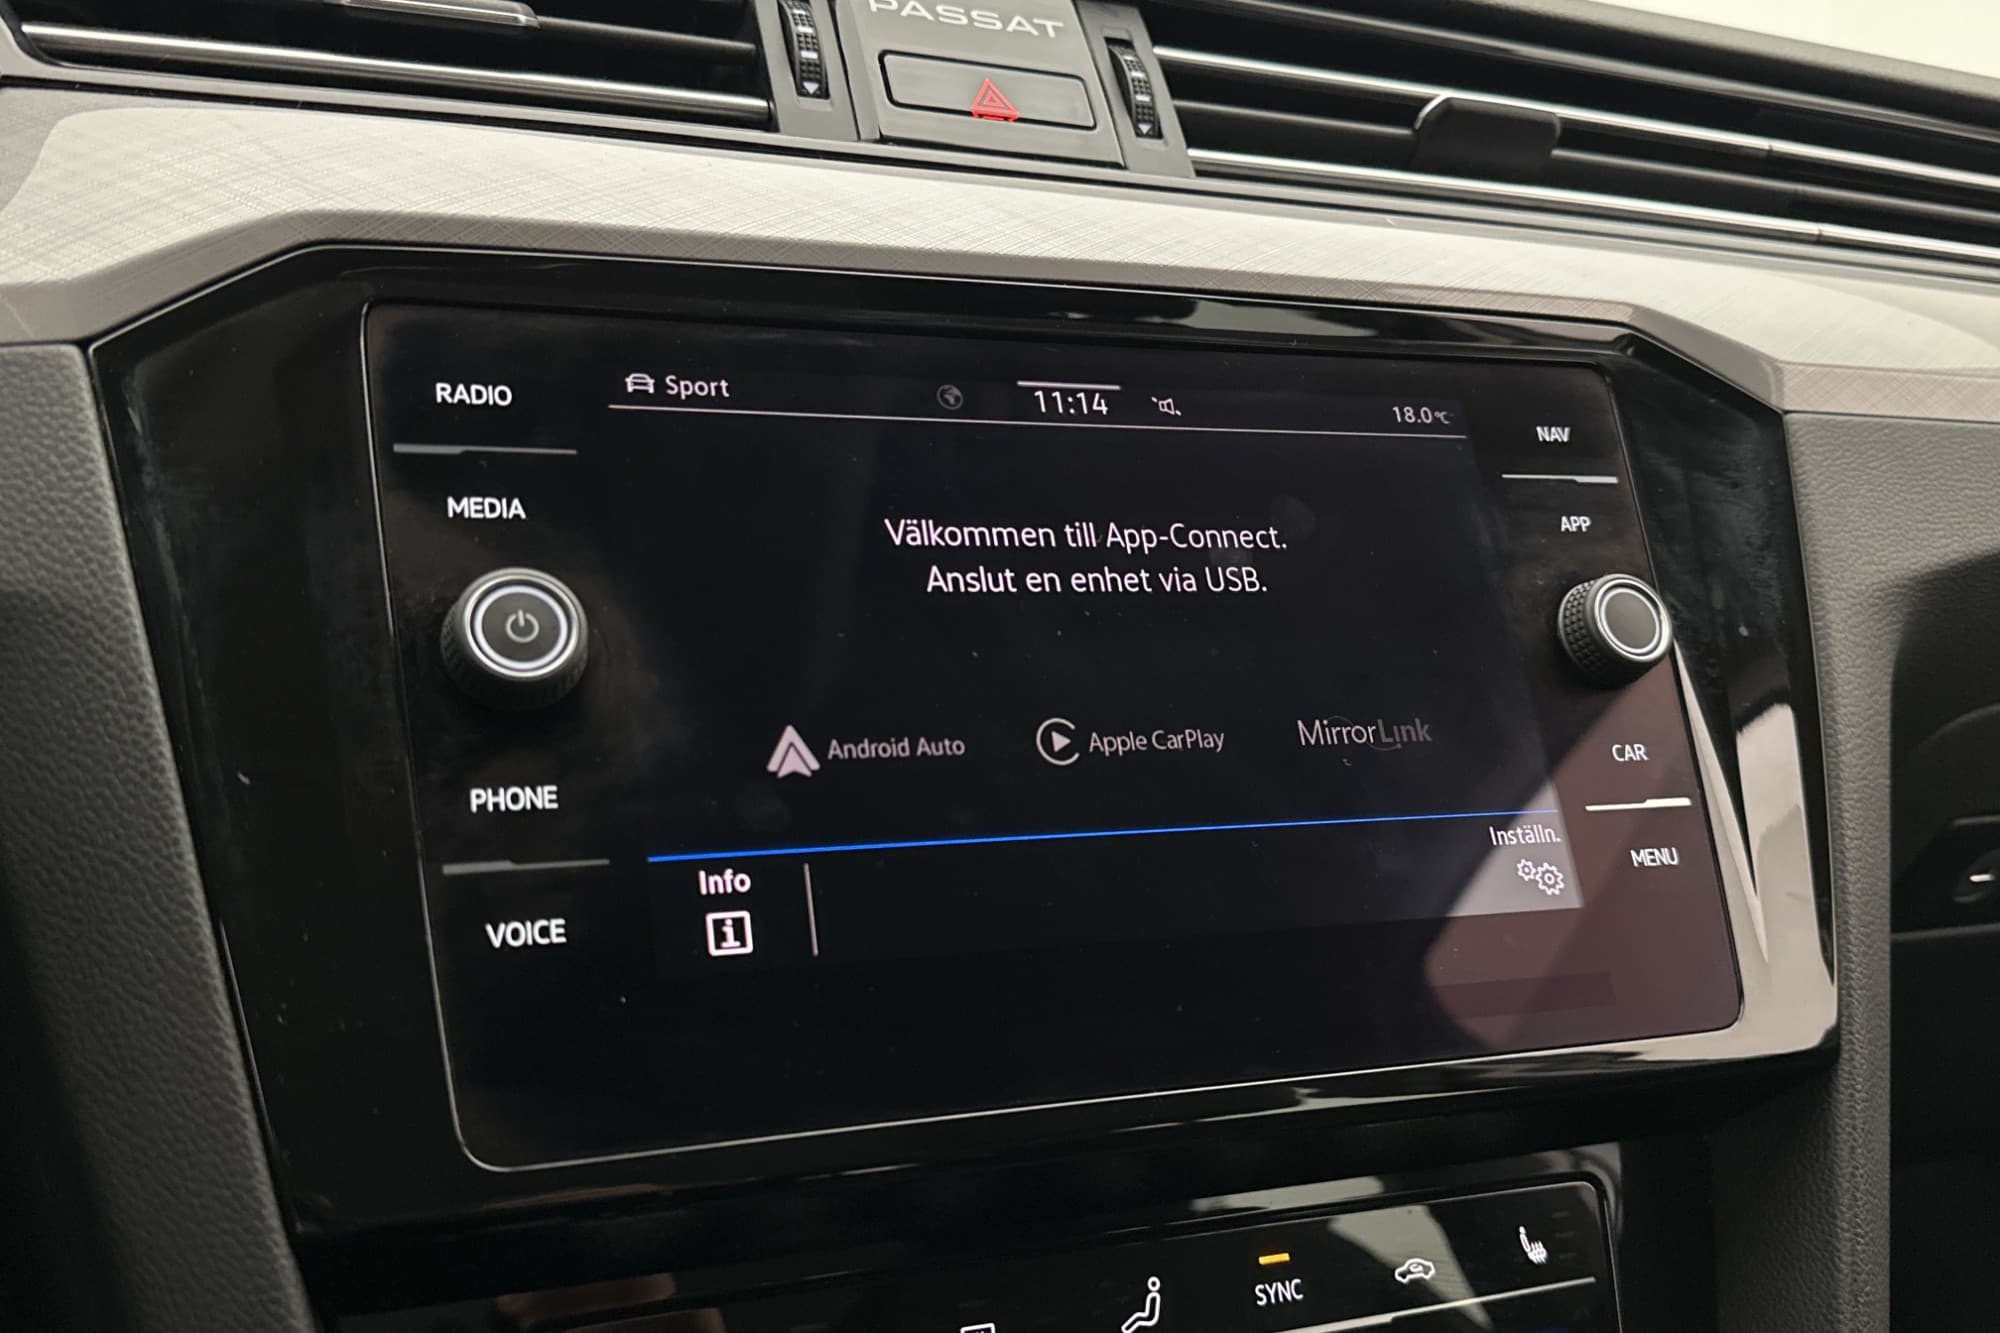 PASSAT
RADIO
MEDIA
PHONE
VOICE
Sport
11:14
18.0°C
Välkommen till App-Connect.
Anslut en enhet via USB.
Android Auto
Apple CarPlay
MirrorLink
Info
Inställn.
NAV
APP
CAR
MENU
SYNC